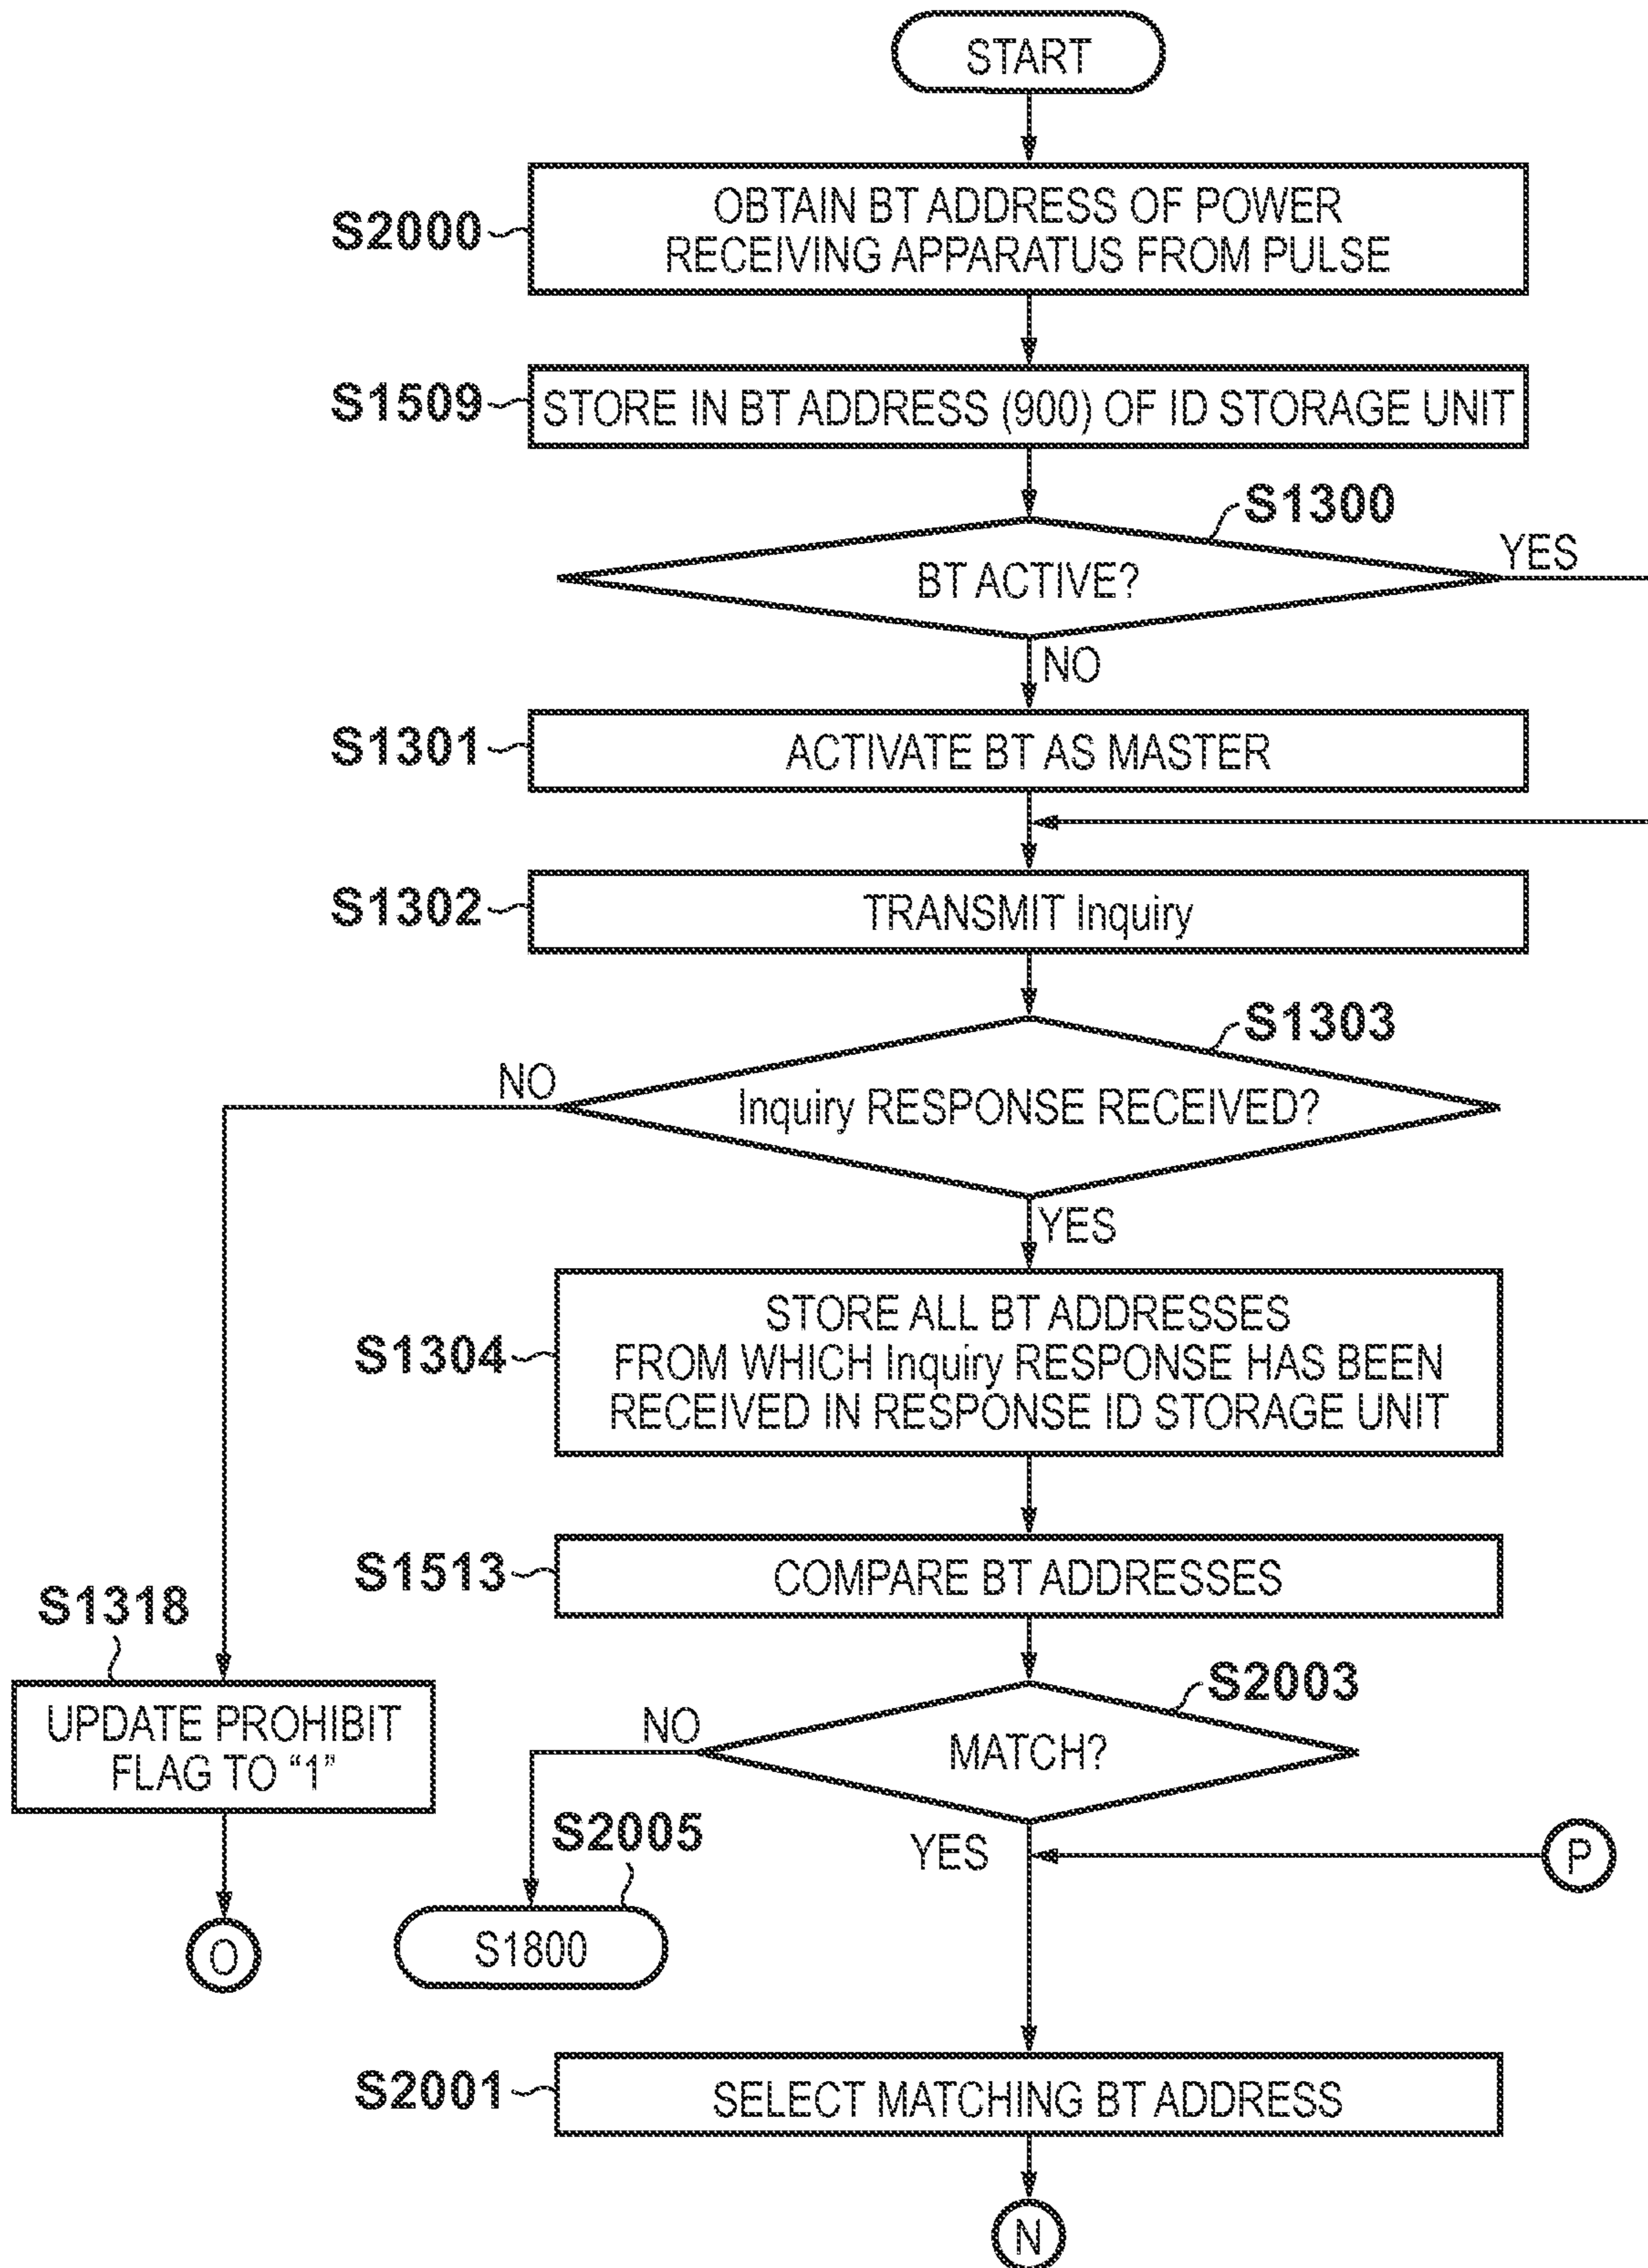 START
S2000
OBTAIN BT ADDRESS OF POWER
RECEIVING APPARATUS FROM PULSE
S1509
STORE IN BT ADDRESS (900) OF ID STORAGE UNIT
S1300
BT ACTIVE?
YES
NO
S1301
ACTIVATE BT AS MASTER
S1302
TRANSMIT Inquiry
S1303
NO
Inquiry RESPONSE RECEIVED?
YES
S1304
STORE ALL BT ADDRESSES
FROM WHICH Inquiry RESPONSE HAS BEEN
RECEIVED IN RESPONSE ID STORAGE UNIT
S1513
COMPARE BT ADDRESSES
S1318
UPDATE PROHIBIT
FLAG TO “1”
S2003
NO
MATCH?
S2005
YES
P
O
S1800
S2001
SELECT MATCHING BT ADDRESS
N